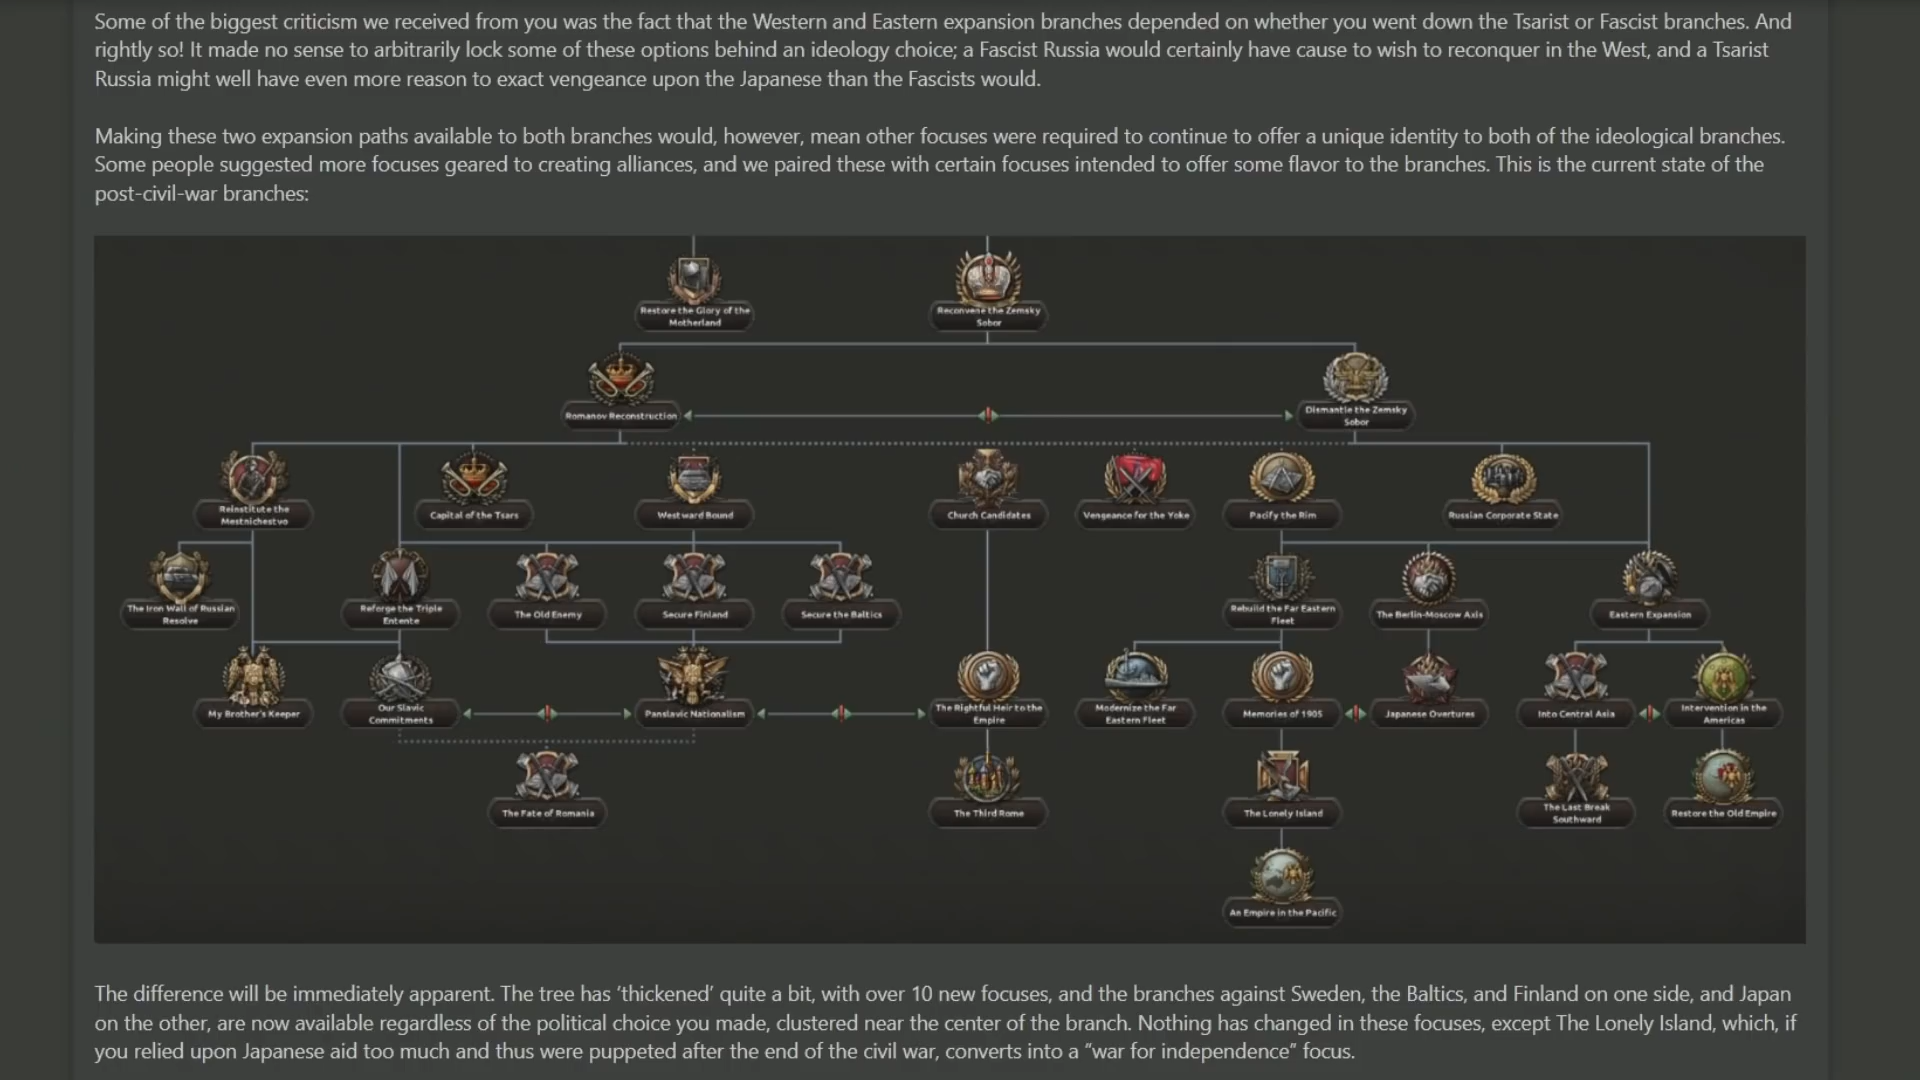 Some of the biggest criticism we received from you was the fact that the Western and Eastern expansion branches depended on whether you went down the Tsarist or Fascist branches. And
rightly so! It made no sense to arbitrarily lock some of these options behind an ideology choice; a Fascist Russia would certainly have cause to wish to reconquer in the West, and a Tsarist
Russia might well have even more reason to exact vengeance upon the Japanese than the Fascists would.
Making these two expansion paths available to both branches would, however, mean other focuses were required to continue to offer a unique identity to both of the ideological branches.
Some people suggested more focuses geared to creating alliances, and we paired these with certain focuses intended to offer some flavor to the branches. This is the current state of the
post-civil-war branches:
Restore the Glory of the
Motherland
Reconvene the Zemsky
Sobor
Romanov Reconstruction
Dismantle the Zemsky
Sobor
Reinstitute the
Mestnichestvo
Capital of the Tsars
Westward Bound
Church Candidates
Vengeance for the Yoke
Pacify the Rim
Russian Corporate State
The Iron Wall of Russian
Resolve
Reforge the Triple
Entente
The Old Enemy
Secure Finland
Secure the Baltics
Rebuild the Far Eastern
Fleet
The Berlin-Moscow Axis
Eastern Expansion
My Brother's Keeper
Our Slavic
Commitments
Panslavic Nationalism
The Rightful Heir to the
Empire
Modernize the Far
Eastern Fleet
Memories of 1905
Japanese Overtures
Into Central Asia
Intervention in the
Americas
The Fate of Romania
The Third Rome
The Lonely Island
The Last Break
Southward
Restore the Old Empire
An Empire in the Pacific
The difference will be immediately apparent. The tree has ‘thickened’ quite a bit, with over 10 new focuses, and the branches against Sweden, the Baltics, and Finland on one side, and Japan
on the other, are now available regardless of the political choice you made, clustered near the center of the branch. Nothing has changed in these focuses, except The Lonely Island, which, if
you relied upon Japanese aid too much and thus were puppeted after the end of the civil war, converts into a “war for independence” focus.